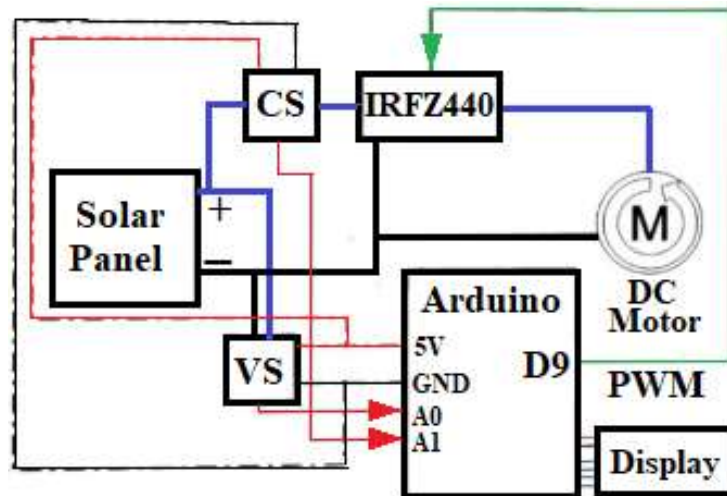 CS
IRFZ440
Solar
Panel
+
−
M
DC
Motor
Arduino
5V
GND
A0
A1
D9
PWM
VS
Display